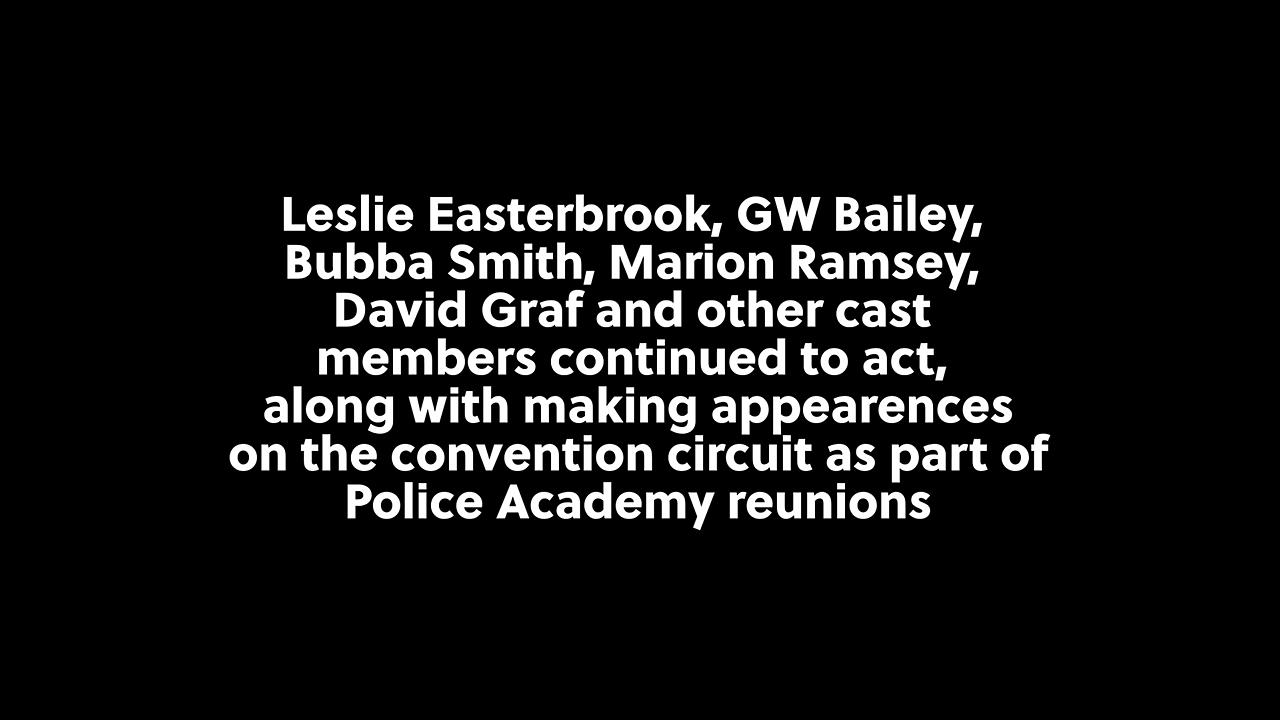 Leslie Easterbrook, GW Bailey,
Bubba Smith, Marion Ramsey,
David Graf and other cast
members continued to act,
along with making appearences
on the convention circuit as part of
Police Academy reunions